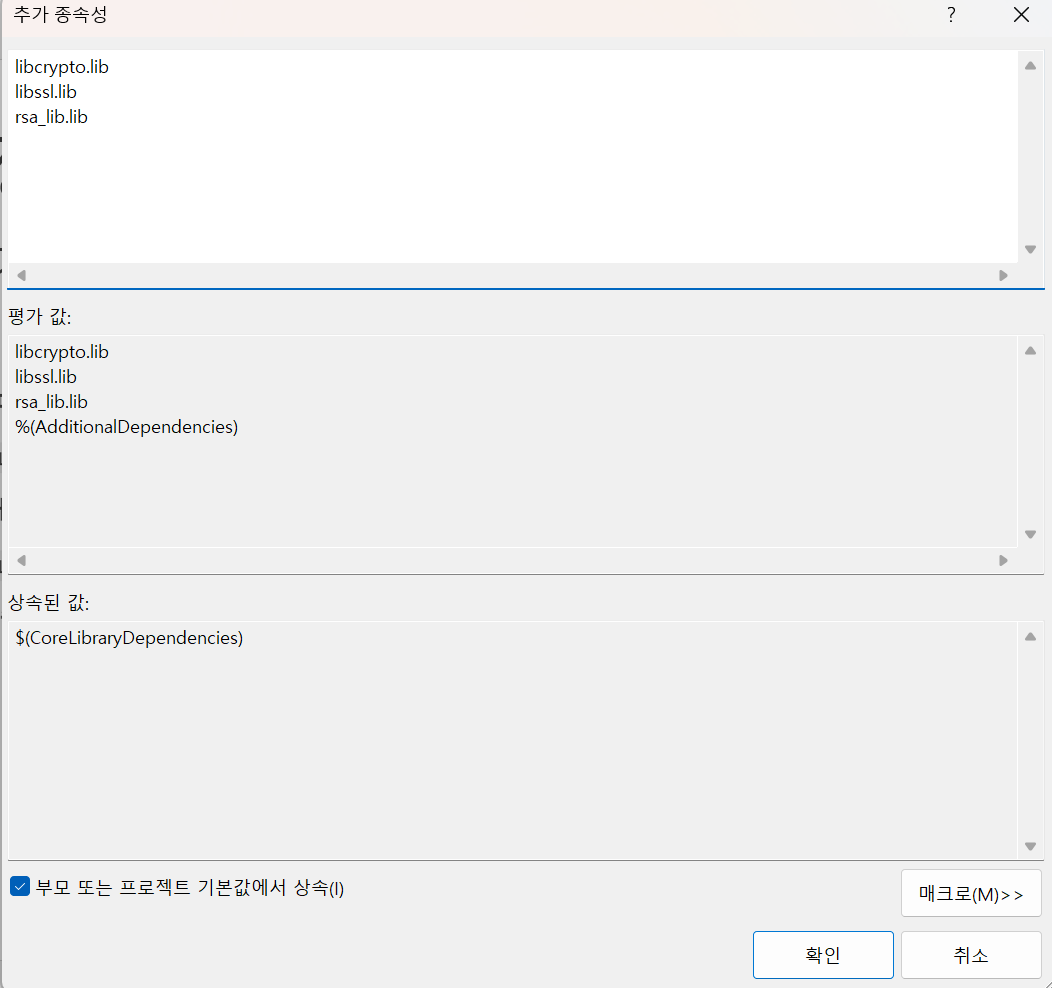 추가 종속성
?
libcrypto.lib
libssl.lib
rsa_lib.lib
평가 값:
libcrypto.lib
libssl.lib
rsa_lib.lib
%(AdditionalDependencies)
상속된 값:
$(CoreLibraryDependencies)
부모 또는 프로젝트 기본값에서 상속(I)
매크로(M)>>
확인
취소